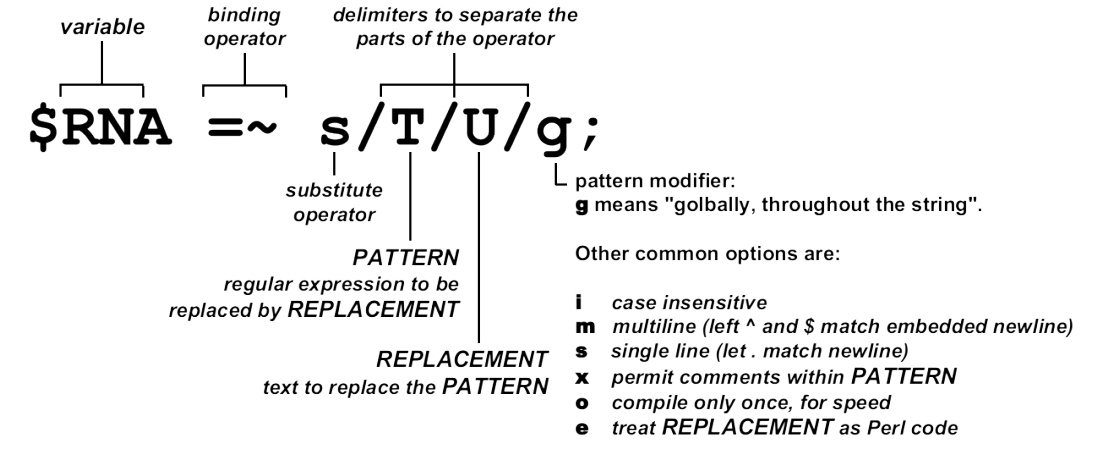 variable
binding
operator
delimiters to separate the
parts of the operator
$RNA =~ s/T/U/g;
substitute
operator
PATTERN
regular expression to be
replaced by REPLACEMENT
REPLACEMENT
text to replace the PATTERN
pattern modifier:
g means "golbally, throughout the string".
Other common options are:
i case insensitive
m multiline (left ^ and $ match embedded newline)
s single line (let . match newline)
x permit comments within PATTERN
o compile only once, for speed
e treat REPLACEMENT as Perl code